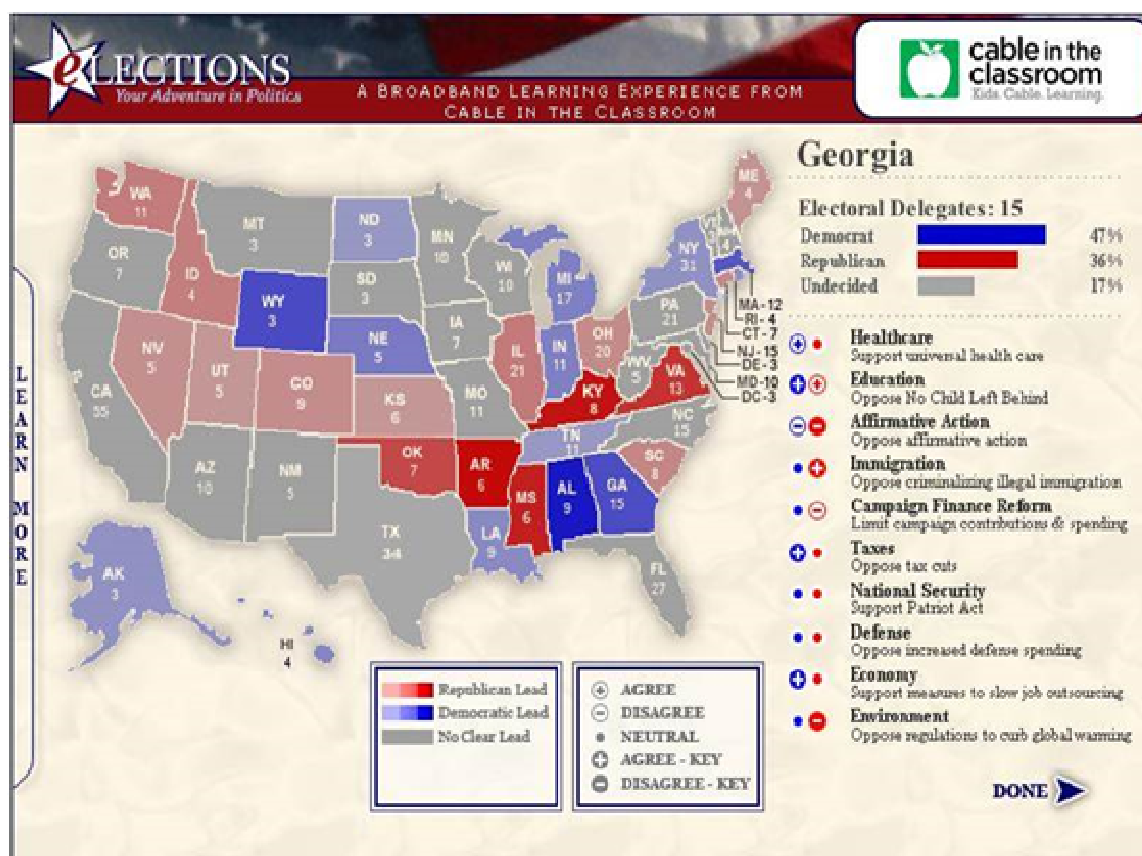 eLECTIONS
Your Adventure in Politics
A BROADBAND LEARNING EXPERIENCE FROM
CABLE IN THE CLASSROOM
cable in the
classroom
Kids. Cable. Learning.
LEARN MORE
WA
11
OR
7
CA
55
ID
4
NV
5
MT
3
WY
3
UT
5
AZ
10
CO
9
NM
5
ND
3
SD
3
NE
5
KS
6
OK
7
TX
34
MN
10
IA
7
MO
11
AR
6
LA
9
WI
10
IL
21
MI
17
IN
11
OH
20
KY
8
TN
11
MS
6
AL
9
GA
15
FL
27
SC
8
NC
15
VA
13
WV
5
PA
21
NY
31
VT
3
NH
4
ME
4
MA-12
RI-4
CT-7
NJ-15
DE-3
MD-10
DC-3
AK
3
HI
4
Georgia
Electoral Delegates: 15
Democrat 47%
Republican 36%
Undecided 17%
Healthcare
Support universal health care
Education
Oppose No Child Left Behind
Affirmative Action
Oppose affirmative action
Immigration
Oppose criminalizing illegal immigration
Campaign Finance Reform
Limit campaign contributions & spending
Taxes
Oppose tax cuts
National Security
Support Patriot Act
Defense
Oppose increased defense spending
Economy
Support measures to slow job outsourcing
Environment
Oppose regulations to curb global warming
Republican Lead
Democratic Lead
No Clear Lead
AGREE
DISAGREE
NEUTRAL
AGREE - KEY
DISAGREE - KEY
DONE